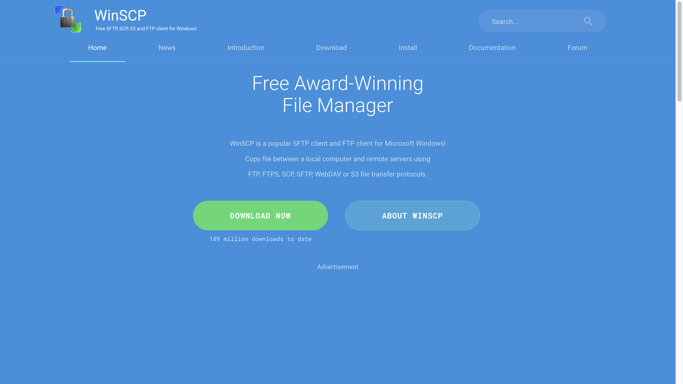 WinSCP
Free SFTP, SCP, S3 and FTP client for Windows
Search...
Home
News
Introduction
Download
Install
Documentation
Forum
Free Award-Winning
File Manager
WinSCP is a popular SFTP client and FTP client for Microsoft Windows!
Copy file between a local computer and remote servers using
FTP, FTPS, SCP, SFTP, WebDAV or S3 file transfer protocols.
DOWNLOAD NOW
ABOUT WINSCP
189 million downloads to date
Advertisement